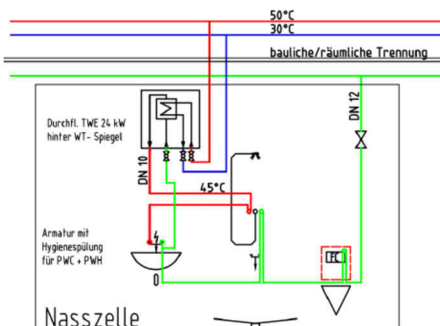 50°C
30°C
bauliche/räumliche Trennung
DN 12
Durchfl. TWE 24 kW
hinter WT- Spiegel
DN 10
45°C
Armatur mit
Hygienespülung
für PWC + PWH
FC
Nasszelle